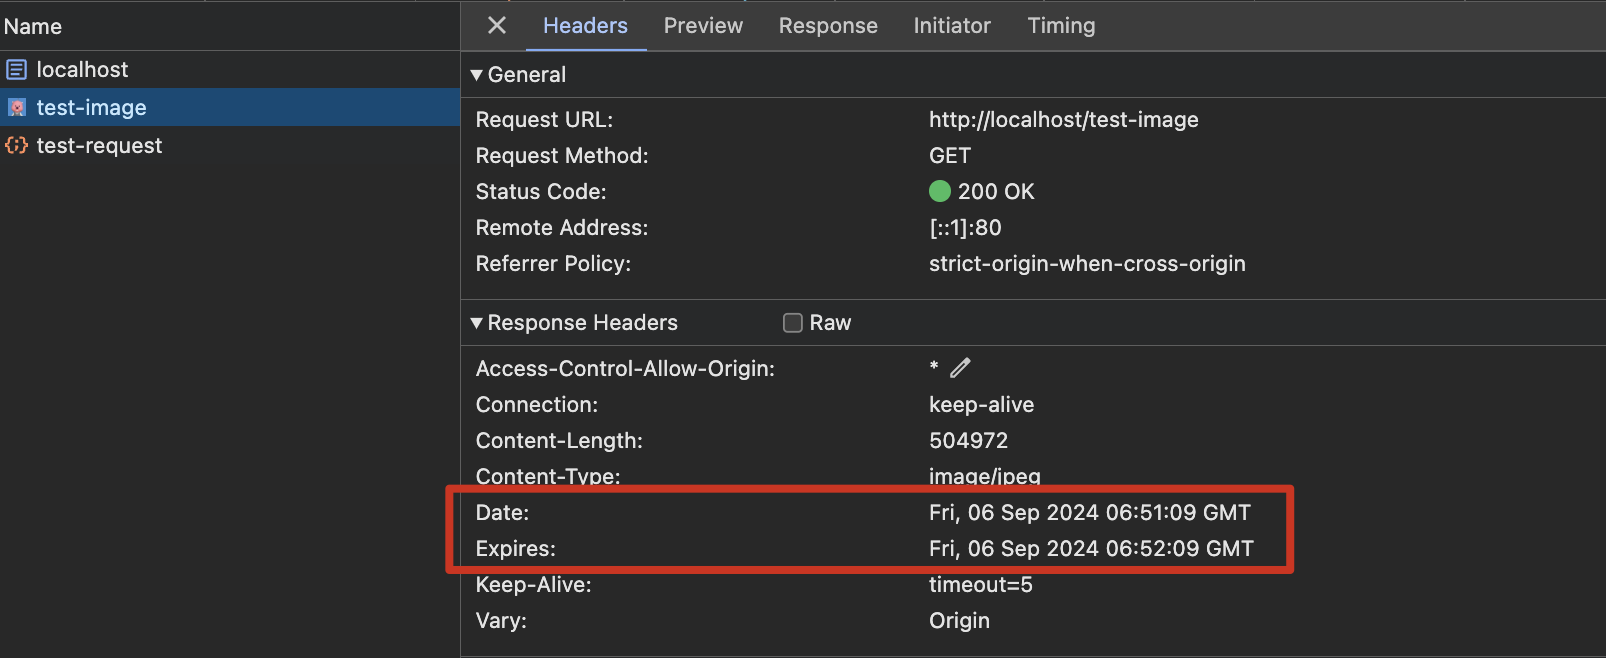 Name
localhost
test-image
test-request
Headers Preview Response Initiator Timing
General
Request URL: http://localhost/test-image
Request Method: GET
Status Code: 200 OK
Remote Address: [::1]:80
Referrer Policy: strict-origin-when-cross-origin
Response Headers Raw
Access-Control-Allow-Origin: *
Connection: keep-alive
Content-Length: 504972
Content-Type: image/jpeg
Date: Fri, 06 Sep 2024 06:51:09 GMT
Expires: Fri, 06 Sep 2024 06:52:09 GMT
Keep-Alive: timeout=5
Vary: Origin